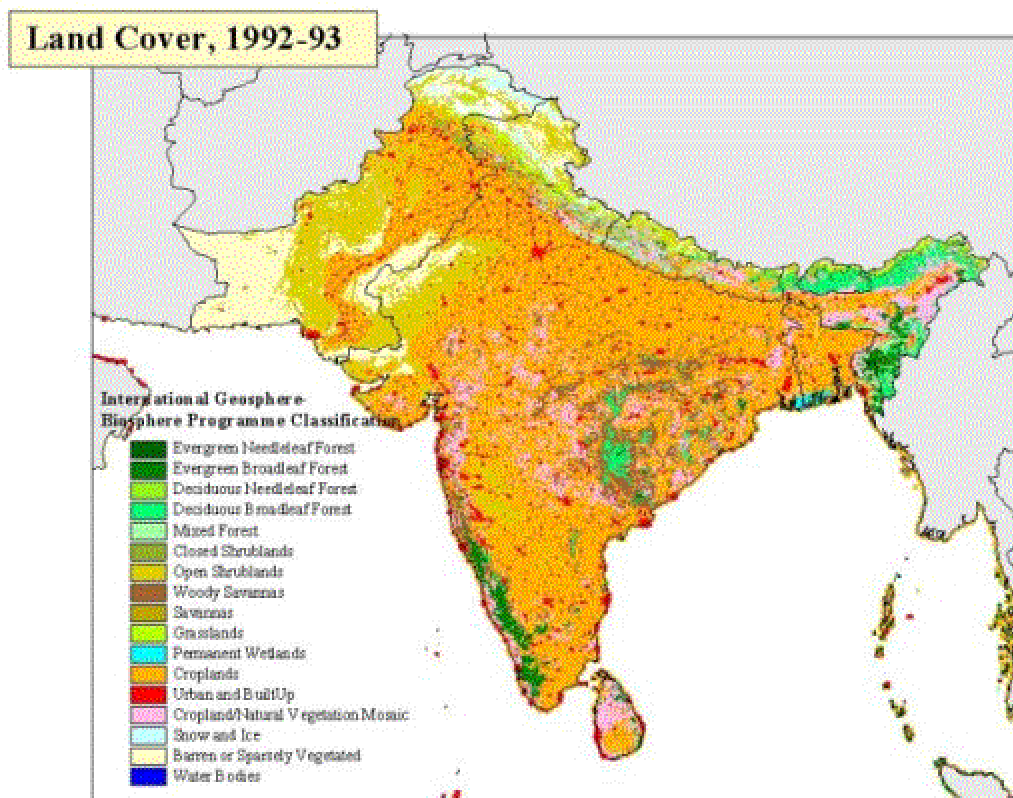 Land Cover, 1992-93
International Geosphere-
Biosphere Programme Classification
Evergreen Needleleaf Forest
Evergreen Broadleaf Forest
Deciduous Needleleaf Forest
Deciduous Broadleaf Forest
Mixed Forest
Closed Shrublands
Open Shrublands
Woody Savannas
Savannas
Grasslands
Permanent Wetlands
Croplands
Urban and BuiltUp
Cropland/Natural Vegetation Mosaic
Snow and Ice
Barren or Sparsely Vegetated
Water Bodies